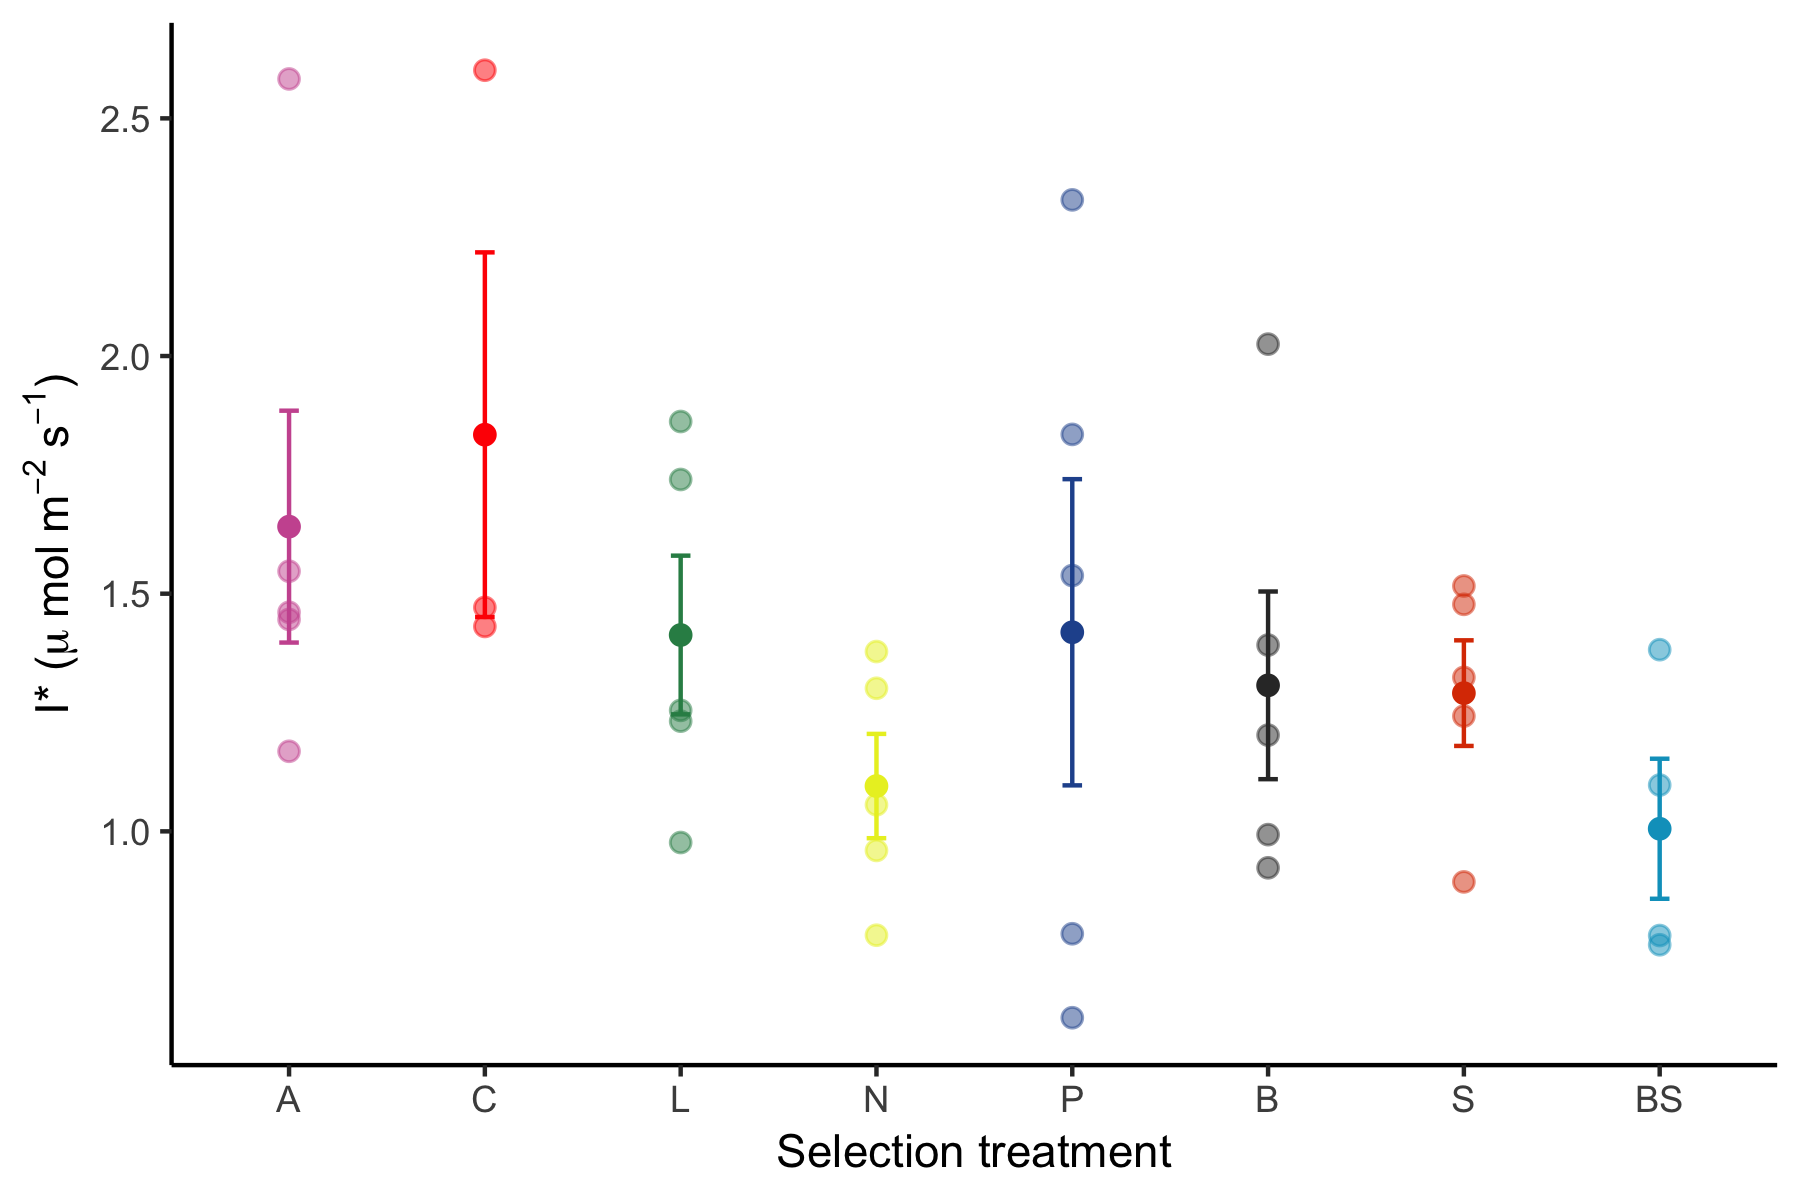 I* (μ mol m⁻² s⁻¹)
2.5
2.0
1.5
1.0
A C L N P B S BS
Selection treatment